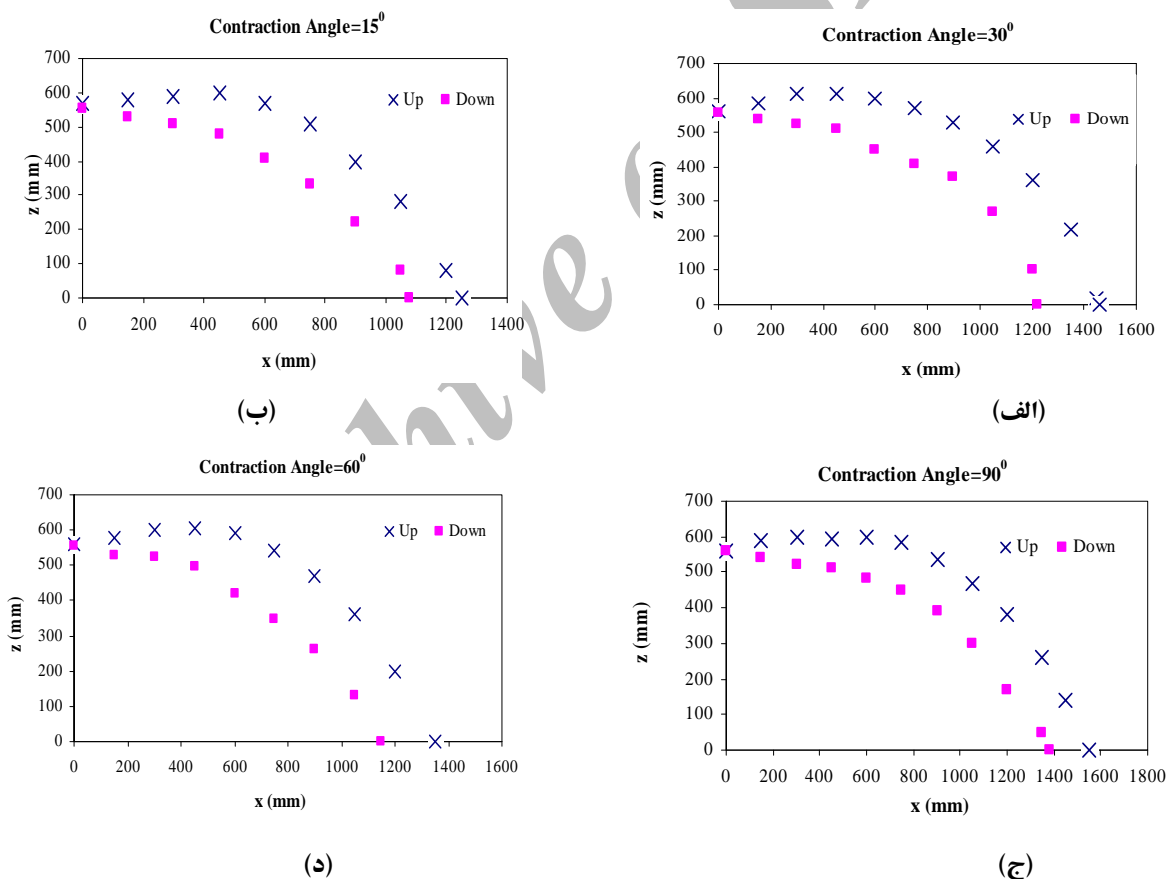 Contraction Angle=15⁰
700
600
500
400
300
200
100
0
z (mm)
× Up ■ Down
0 200 400 600 800 1000 1200 1400
x (mm)
(ب)
Contraction Angle=30⁰
700
600
500
400
300
200
100
0
z (mm)
× Up ■ Down
0 200 400 600 800 1000 1200 1400 1600
x (mm)
(الف)
Contraction Angle=60⁰
700
600
500
400
300
200
100
0
z (mm)
× Up ■ Down
0 200 400 600 800 1000 1200 1400 1600
x (mm)
(د)
Contraction Angle=90⁰
700
600
500
400
300
200
100
0
z (mm)
× Up ■ Down
0 200 400 600 800 1000 1200 1400 1600 1800
x (mm)
(ج)